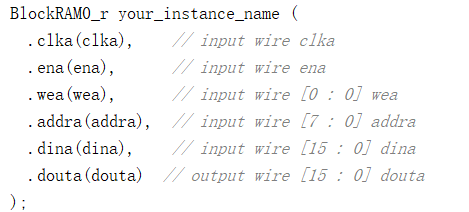 BlockRAM0_r your_instance_name (
  .clka(clka),    // input wire clka
  .ena(ena),      // input wire ena
  .wea(wea),      // input wire [0 : 0] wea
  .addra(addra),  // input wire [7 : 0] addra
  .dina(dina),    // input wire [15 : 0] dina
  .douta(douta)  // output wire [15 : 0] douta
);